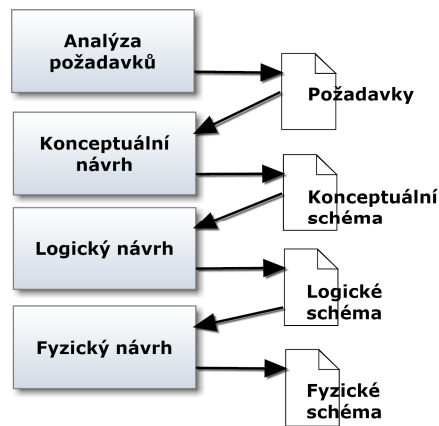 Analýza
požadavků
Požadavky
Konceptuální
návrh
Konceptuální
schéma
Logický návrh
Logické
schéma
Fyzický návrh
Fyzické
schéma